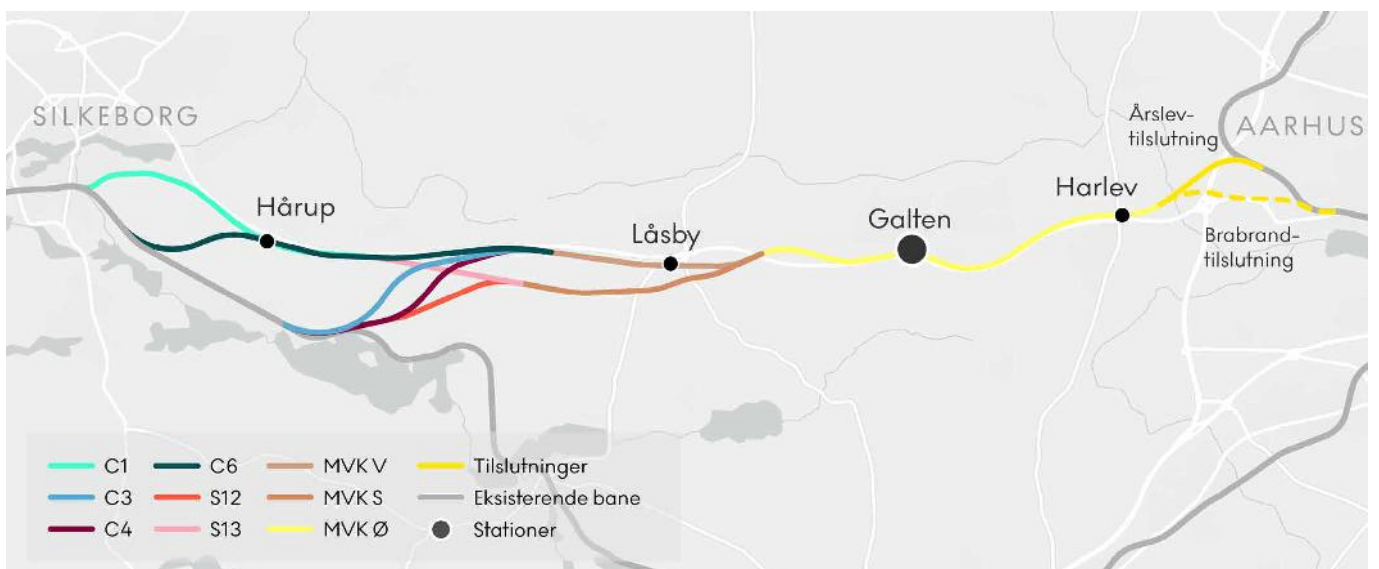 SILKEBORG
Hårup
Låsby
Galten
Harlev
Årslev-
tilslutning
AARHUS
Brabrand-
tilslutning
C1
C3
C4
C6
S12
S13
MVK V
MVK S
MVK Ø
Tilslutninger
Eksisterende bane
Stationer